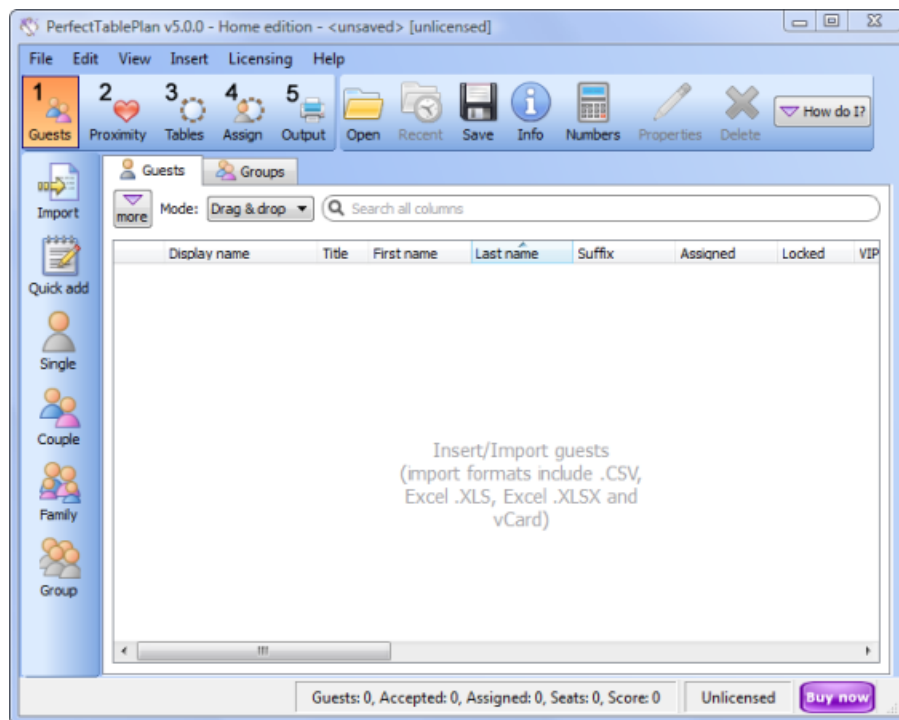 PerfectTablePlan v5.0.0 - Home edition - <unsaved> [unlicensed]
File Edit View Insert Licensing Help
1 2 3 4 5
Guests Proximity Tables Assign Output Open Recent Save Info Numbers Properties Delete How do I?
Guests Groups
Import
more Mode: Drag & drop Search all columns
Display name Title First name Last name Suffix Assigned Locked VIP
Quick add
Single
Couple
Insert/Import guests
(import formats include .CSV,
Excel .XLS, Excel .XLSX and
vCard)
Family
Group
Guests: 0, Accepted: 0, Assigned: 0, Seats: 0, Score: 0 Unlicensed Buy now